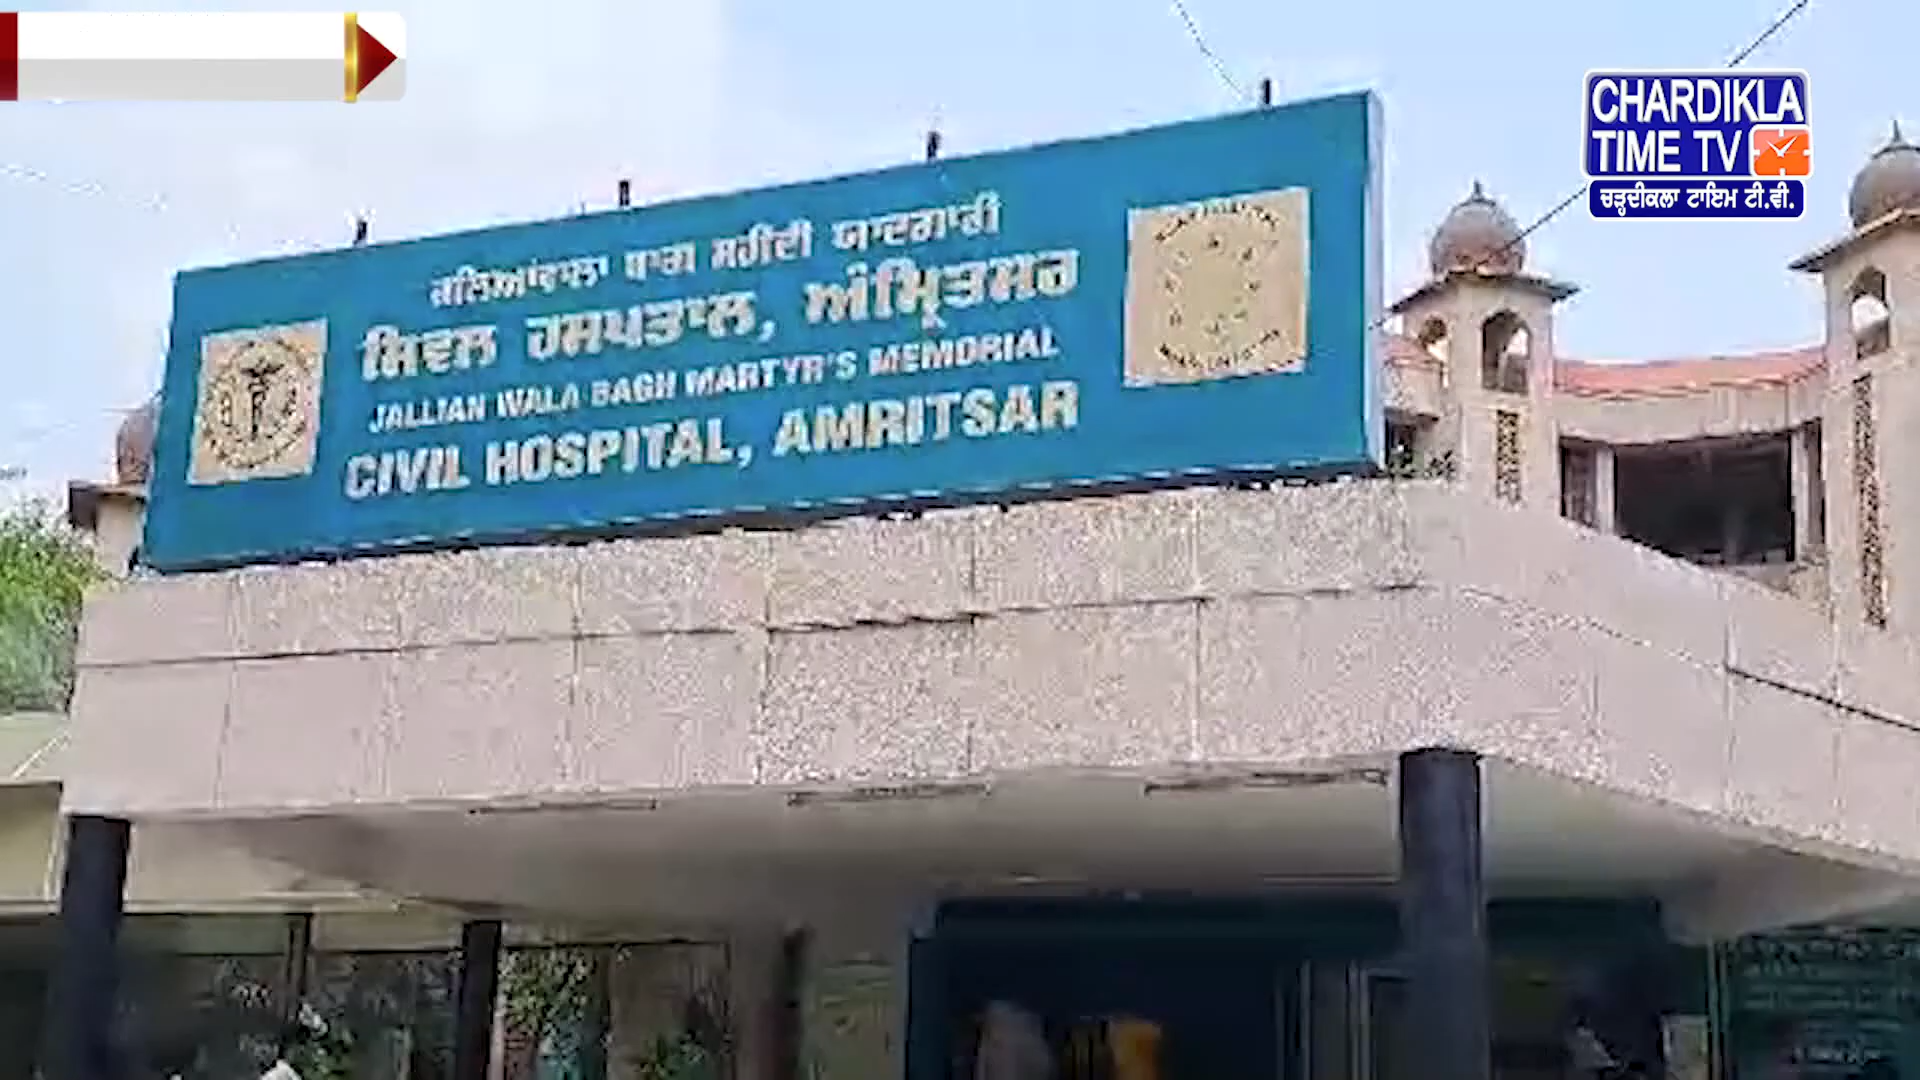 CHARDIKLA
TIME TV
ਚੜ੍ਹਦੀਕਲਾ ਟਾਇਮ ਟੀ.ਵੀ.
ਜਲਿਆਂਵਾਲਾ ਬਾਗ ਸ਼ਹੀਦੀ ਯਾਦਗਾਰੀ
ਸਿਵਲ ਹਸਪਤਾਲ, ਅੰਮ੍ਰਿਤਸਰ
JALLIAN WALA BAGH MARTYR'S MEMORIAL
CIVIL HOSPITAL, AMRITSAR